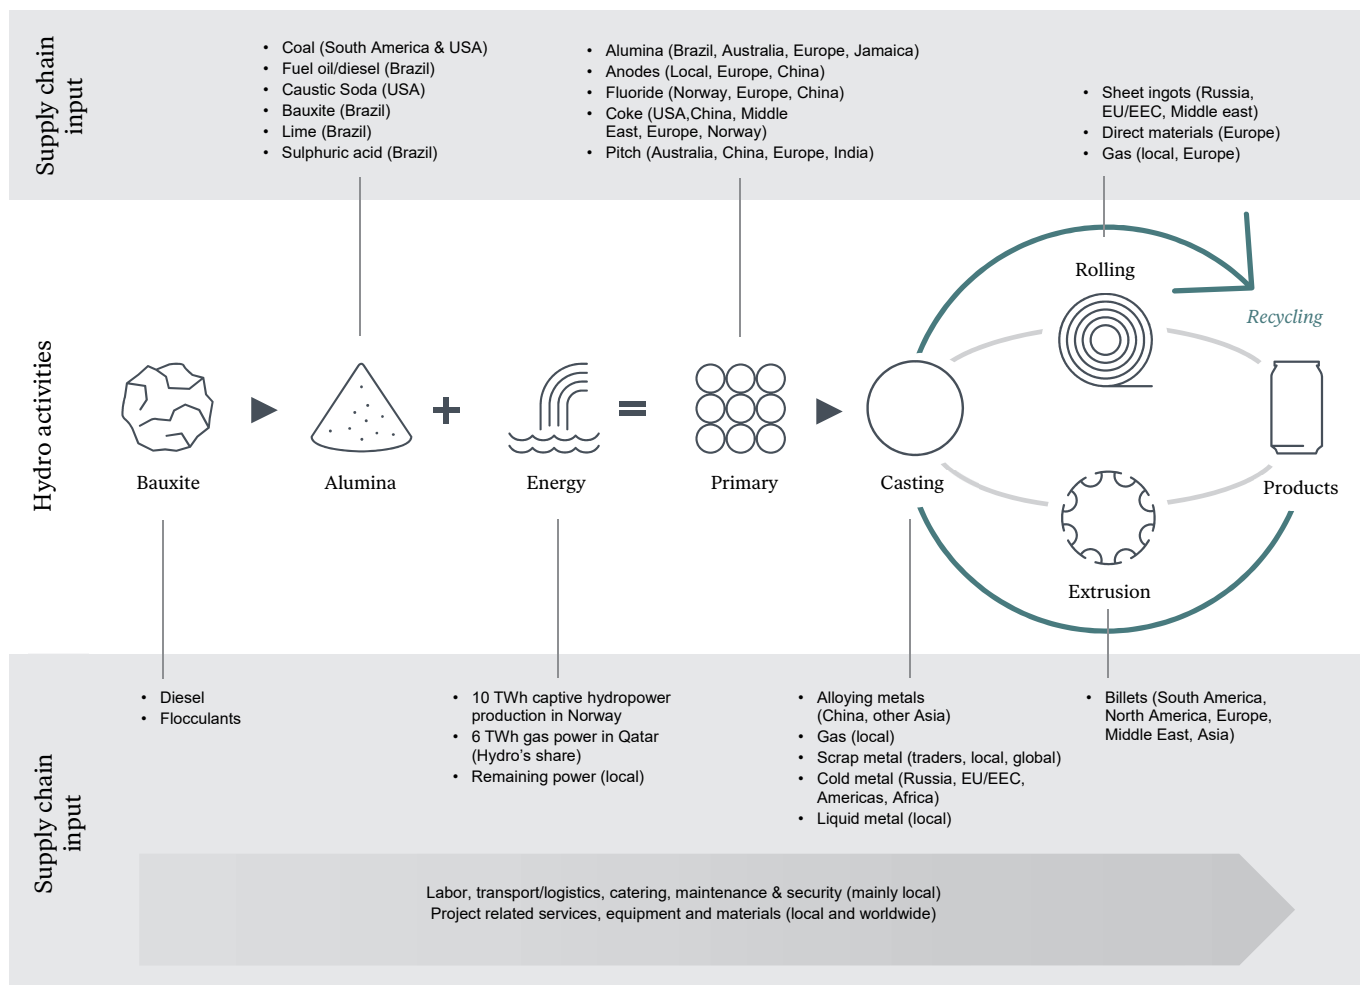 Supply chain
input
• Coal (South America & USA)
• Fuel oil/diesel (Brazil)
• Caustic Soda (USA)
• Bauxite (Brazil)
• Lime (Brazil)
• Sulphuric acid (Brazil)
• Alumina (Brazil, Australia, Europe, Jamaica)
• Anodes (Local, Europe, China)
• Fluoride (Norway, Europe, China)
• Coke (USA,China, Middle
East, Europe, Norway)
• Pitch (Australia, China, Europe, India)
• Sheet ingots (Russia,
EU/EEC, Middle east)
• Direct materials (Europe)
• Gas (local, Europe)
Hydro activities
Bauxite
Alumina
+
Energy
=
Primary
Casting
Rolling
Recycling
Extrusion
Products
Supply chain
input
• Diesel
• Flocculants
• 10 TWh captive hydropower
production in Norway
• 6 TWh gas power in Qatar
(Hydro’s share)
• Remaining power (local)
• Alloying metals
(China, other Asia)
• Gas (local)
• Scrap metal (traders, local, global)
• Cold metal (Russia, EU/EEC,
Americas, Africa)
• Liquid metal (local)
• Billets (South America,
North America, Europe,
Middle East, Asia)
Labor, transport/logistics, catering, maintenance & security (mainly local)
Project related services, equipment and materials (local and worldwide)